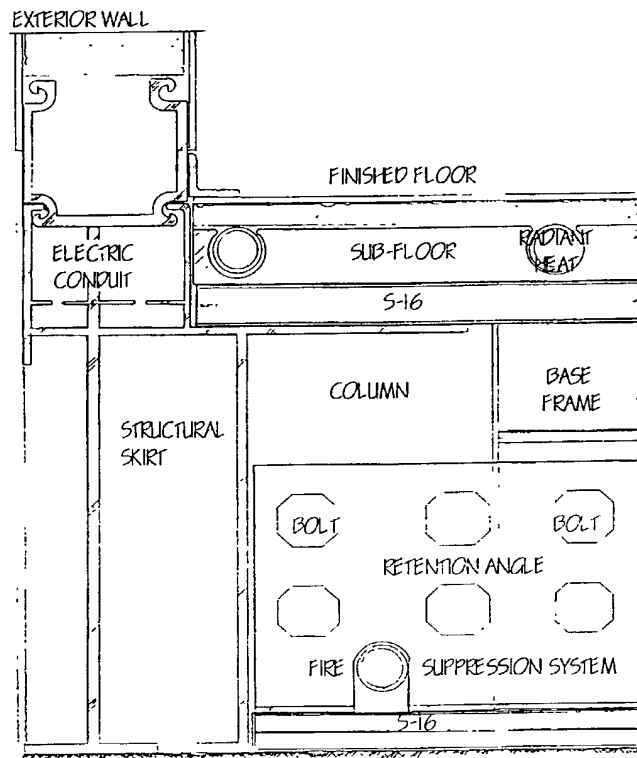 EXTERIOR WALL
FINISHED FLOOR
ELECTRIC
CONDUIT
SUB-FLOOR
RADIANT
HEAT
S-16
COLUMN
BASE
FRAME
STRUCTURAL
SKIRT
BOLT
BOLT
RETENTION ANGLE
FIRE SUPPRESSION SYSTEM
S-16